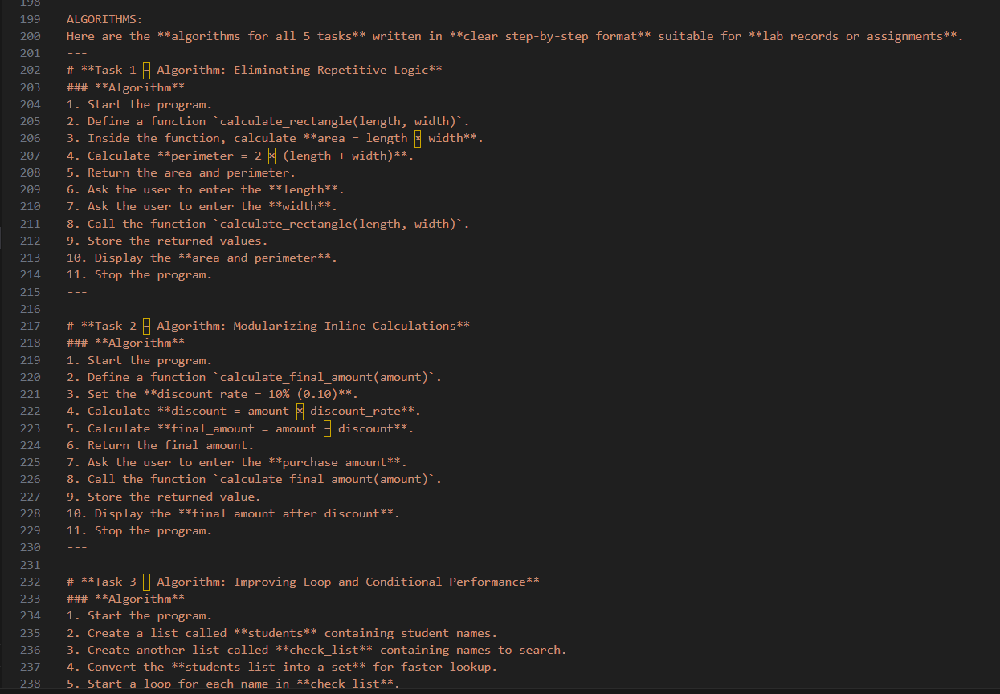 198
199 ALGORITHMS:
200 Here are the **algorithms for all 5 tasks** written in **clear step-by-step format** suitable for **lab records or assignments**.
201 ---
202 # **Task 1 – Algorithm: Eliminating Repetitive Logic**
203 ### **Algorithm**
204 1. Start the program.
205 2. Define a function `calculate_rectangle(length, width)`.
206 3. Inside the function, calculate **area = length × width**.
207 4. Calculate **perimeter = 2 × (length + width)**.
208 5. Return the area and perimeter.
209 6. Ask the user to enter the **length**.
210 7. Ask the user to enter the **width**.
211 8. Call the function `calculate_rectangle(length, width)`.
212 9. Store the returned values.
213 10. Display the **area and perimeter**.
214 11. Stop the program.
215 ---
216
217 # **Task 2 – Algorithm: Modularizing Inline Calculations**
218 ### **Algorithm**
219 1. Start the program.
220 2. Define a function `calculate_final_amount(amount)`.
221 3. Set the **discount rate = 10% (0.10)**.
222 4. Calculate **discount = amount × discount_rate**.
223 5. Calculate **final_amount = amount − discount**.
224 6. Return the final amount.
225 7. Ask the user to enter the **purchase amount**.
226 8. Call the function `calculate_final_amount(amount)`.
227 9. Store the returned value.
228 10. Display the **final amount after discount**.
229 11. Stop the program.
230 ---
231
232 # **Task 3 – Algorithm: Improving Loop and Conditional Performance**
233 ### **Algorithm**
234 1. Start the program.
235 2. Create a list called **students** containing student names.
236 3. Create another list called **check_list** containing names to search.
237 4. Convert the **students list into a set** for faster lookup.
238 5. Start a loop for each name in **check_list**.